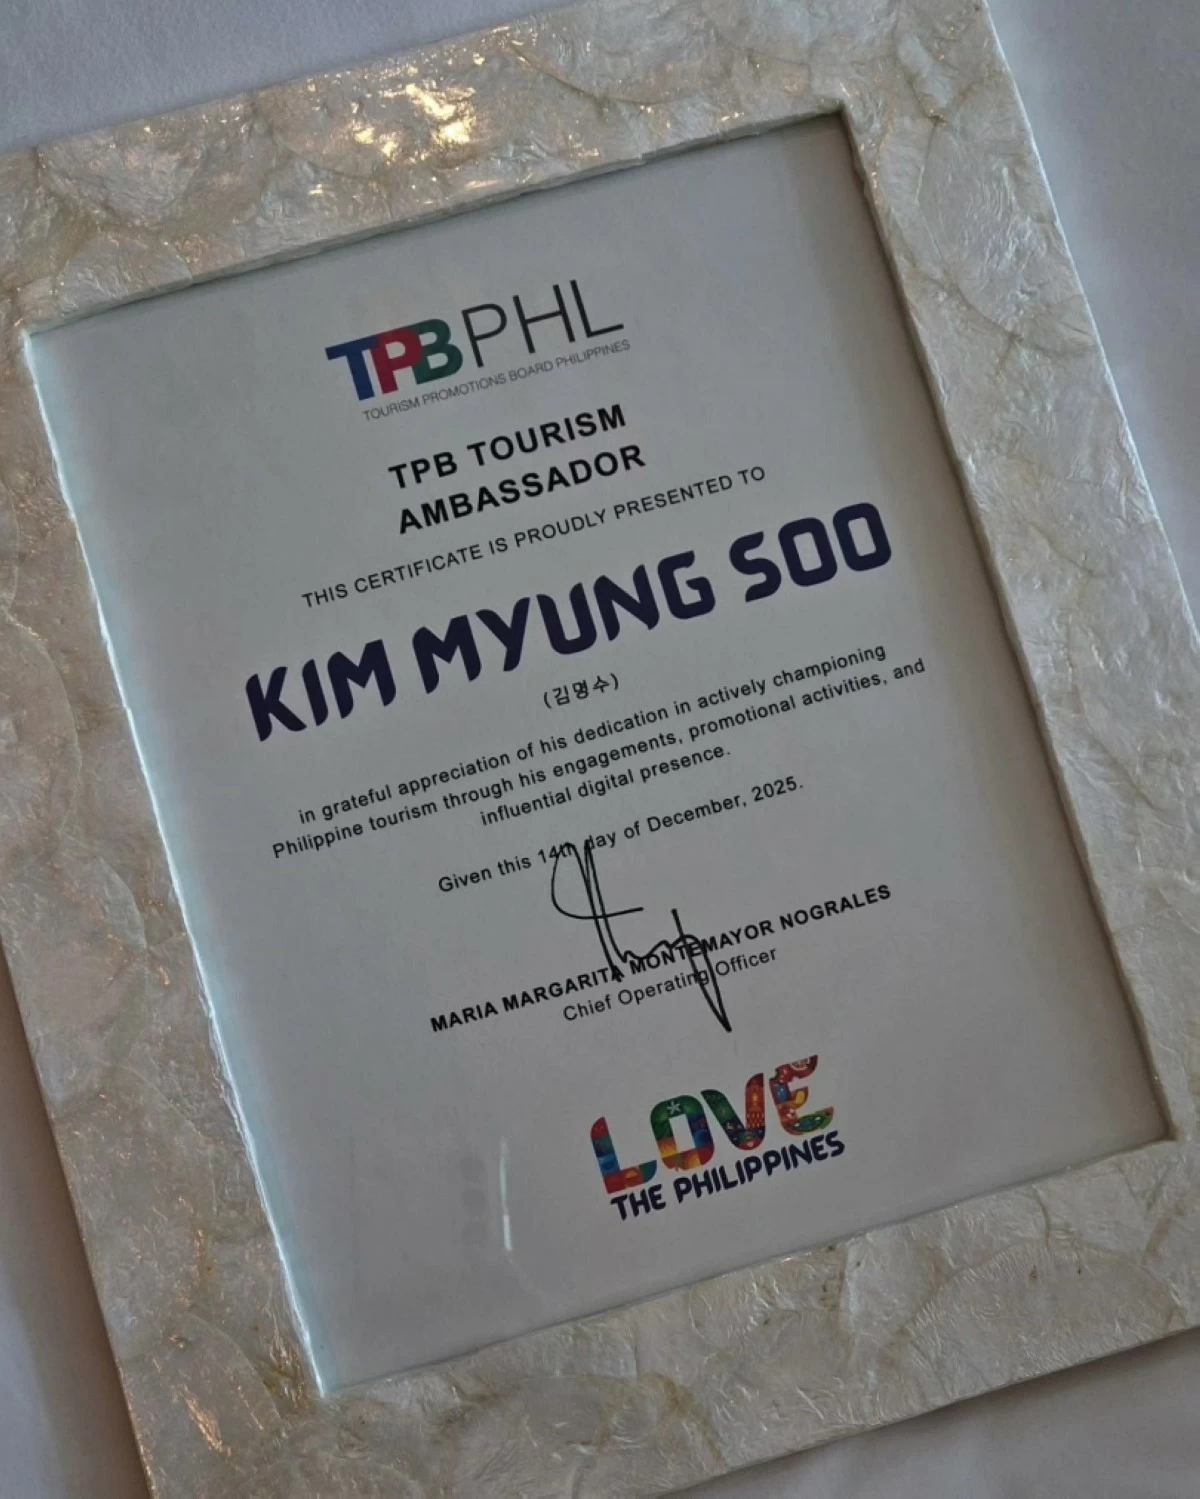 TPBPHL
TOURISM PROMOTIONS BOARD PHILIPPINES
TPB TOURISM
AMBASSADOR
THIS CERTIFICATE IS PROUDLY PRESENTED TO
KIM MYUNG SOO
(김명수)
in grateful appreciation of his dedication in actively championing
Philippine tourism through his engagements, promotional activities, and
influential digital presence.
Given this 14th day of December, 2025.
MARIA MARGARITA MONTEMAYOR NOGRALES
Chief Operating Officer
LOVE
THE PHILIPPINES